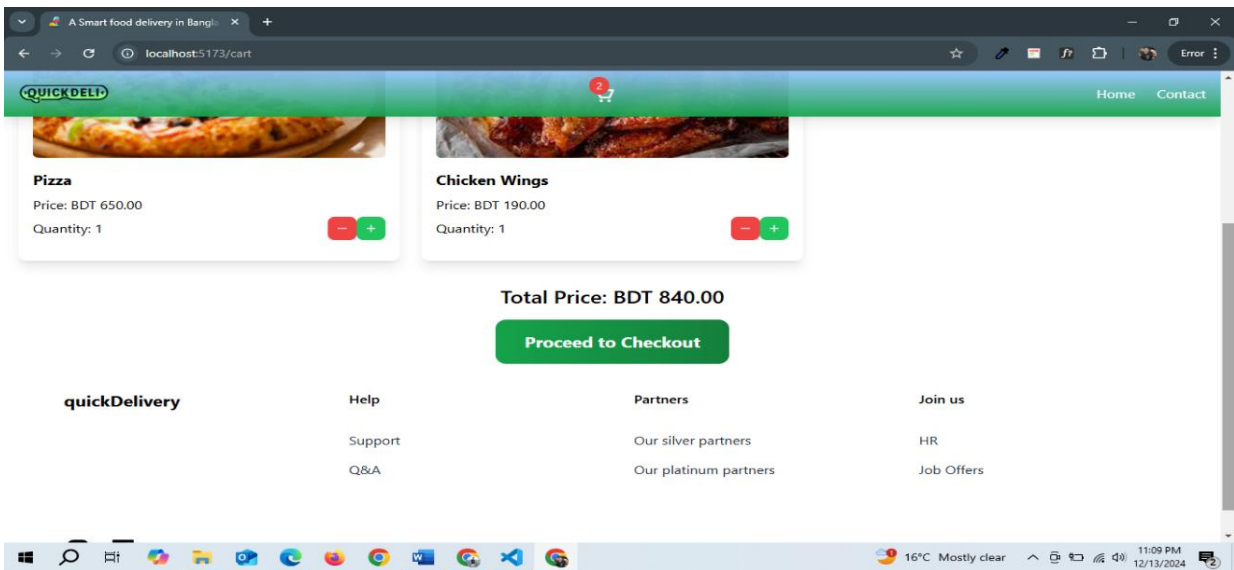 A Smart food delivery in Bangla
localhost:5173/cart
Error
QUICKDELI
2
Home Contact
Pizza
Price: BDT 650.00
Quantity: 1
− +
Chicken Wings
Price: BDT 190.00
Quantity: 1
− +
Total Price: BDT 840.00
Proceed to Checkout
quickDelivery
Help
Support
Q&A
Partners
Our silver partners
Our platinum partners
Join us
HR
Job Offers
16°C Mostly clear
11:09 PM
12/13/2024
2